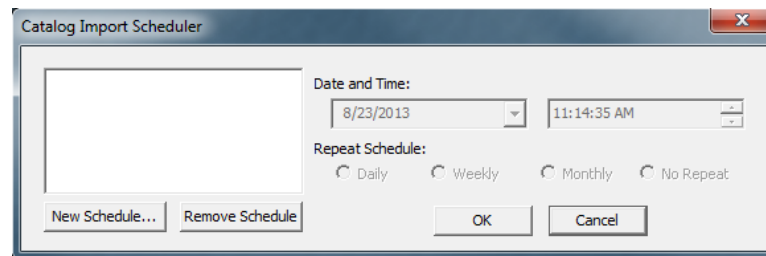 Catalog Import Scheduler
Date and Time:
8/23/2013 11:14:35 AM
Repeat Schedule:
Daily Weekly Monthly No Repeat
New Schedule... Remove Schedule OK Cancel